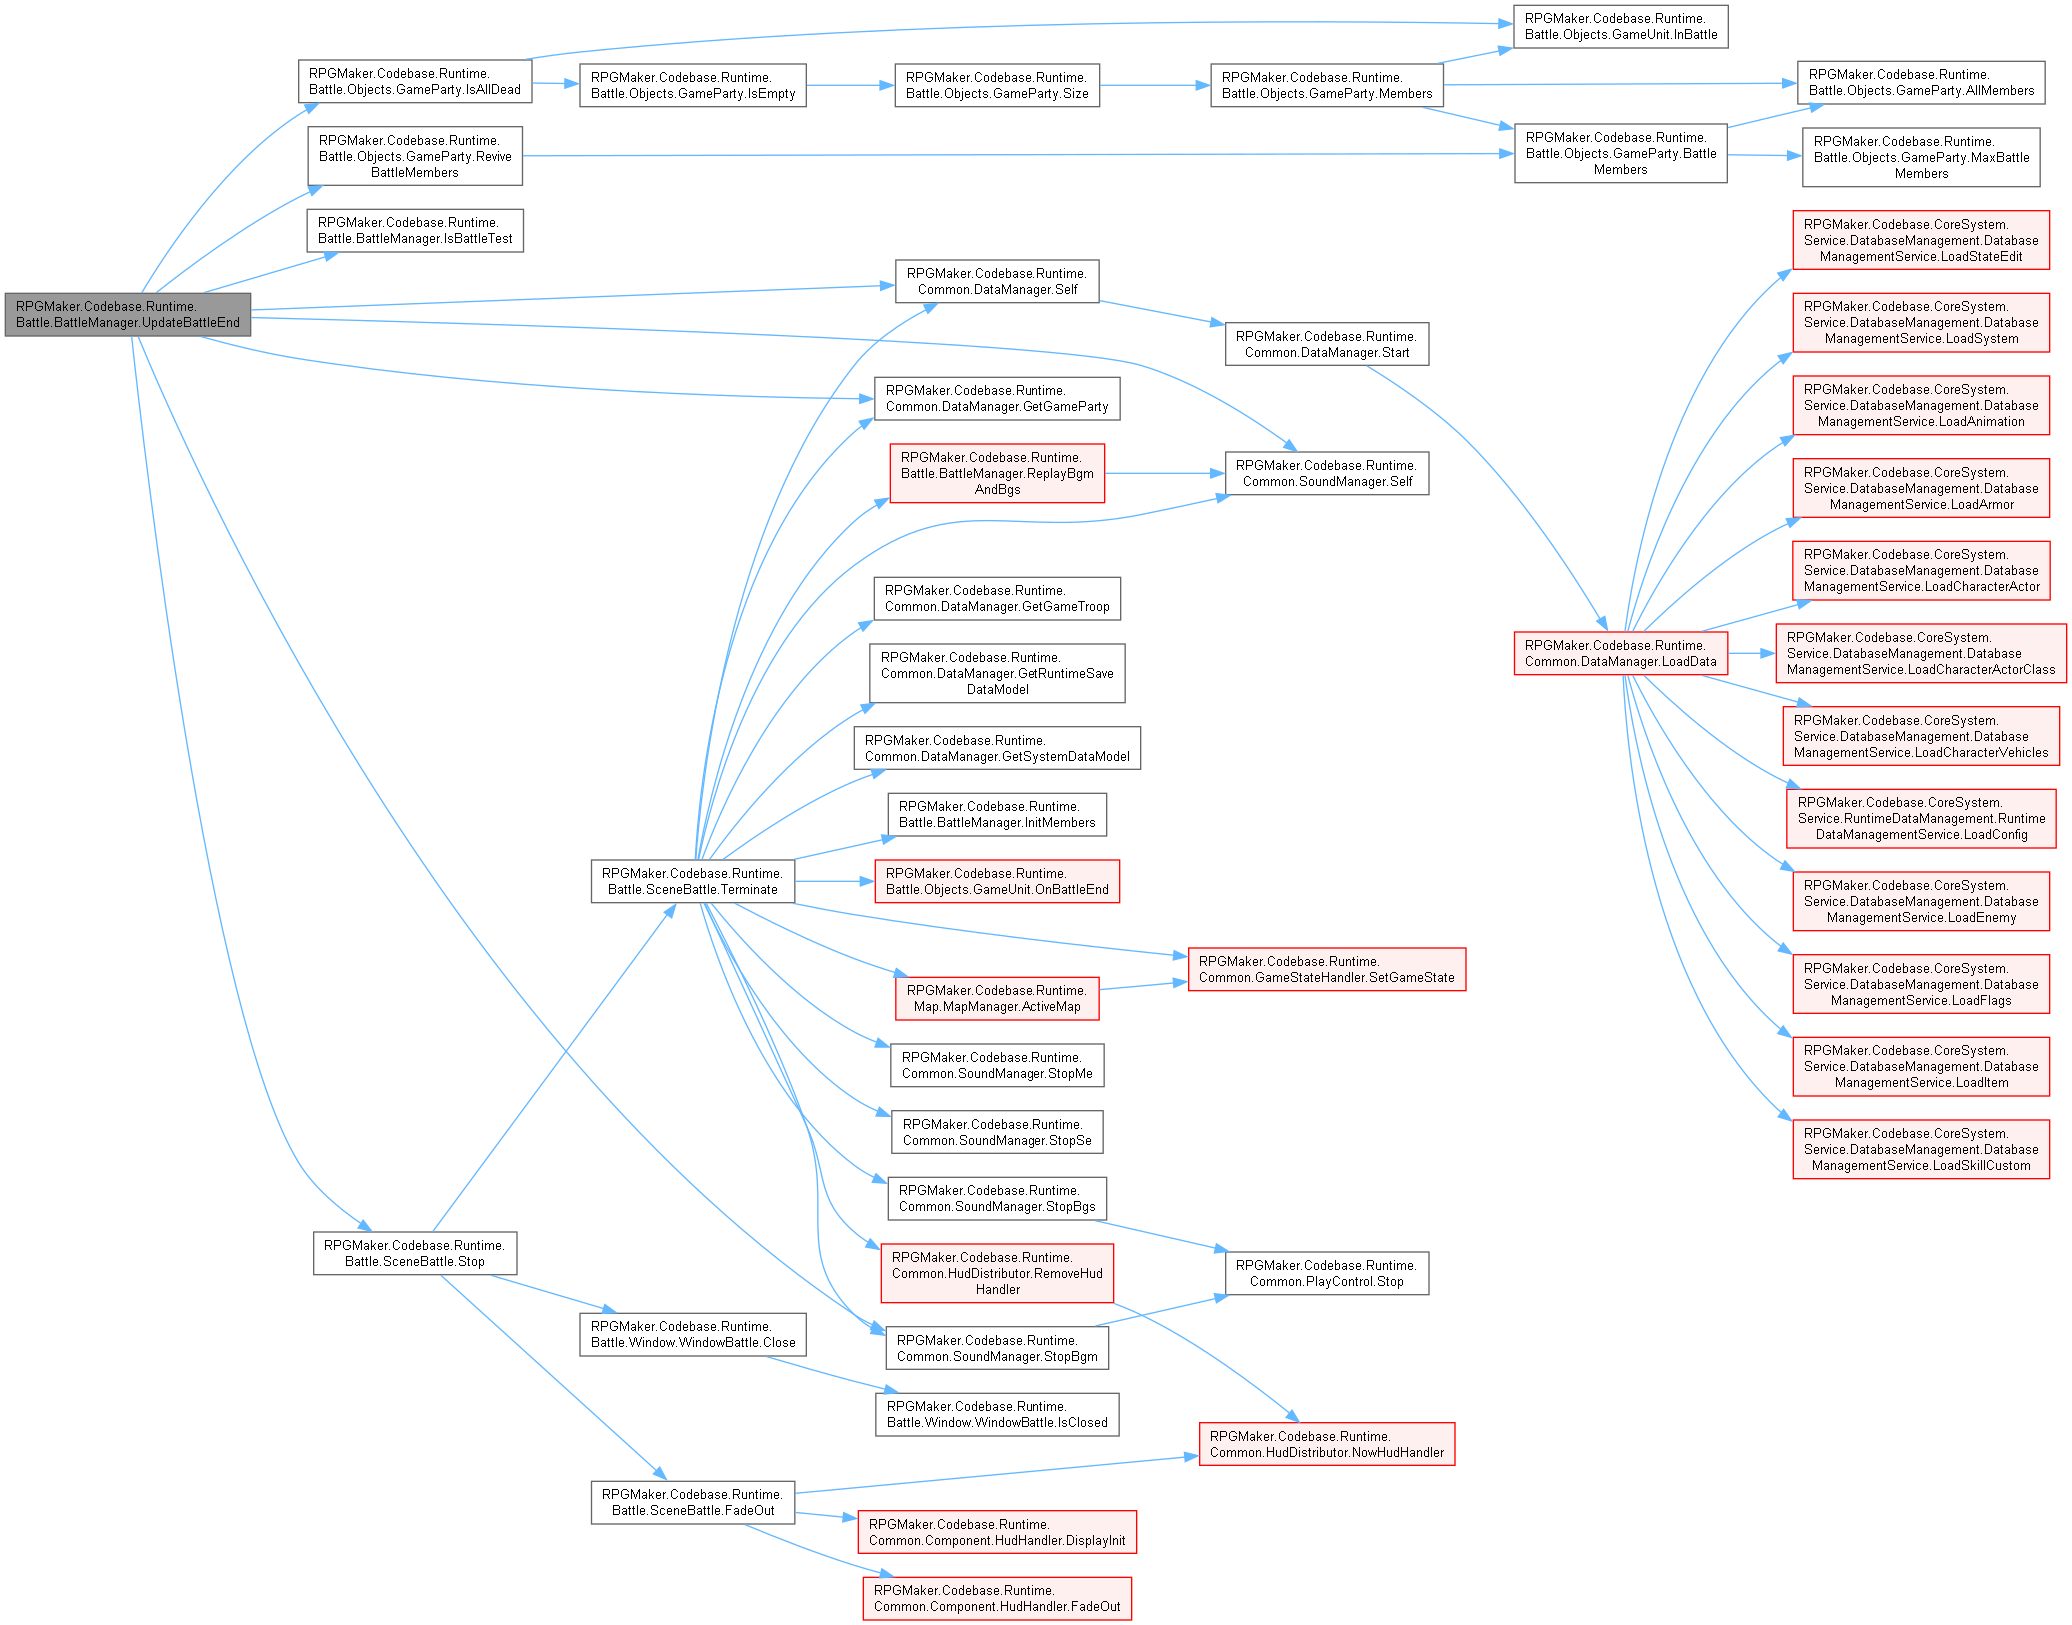 RPGMaker.Codebase.Runtime.
Battle.BattleManager.UpdateBattleEnd
RPGMaker.Codebase.Runtime.
Battle.Objects.GameParty.IsAllDead
RPGMaker.Codebase.Runtime.
Battle.Objects.GameParty.Revive
BattleMembers
RPGMaker.Codebase.Runtime.
Battle.BattleManager.IsBattleTest
RPGMaker.Codebase.Runtime.
Battle.SceneBattle.Stop
RPGMaker.Codebase.Runtime.
Battle.Objects.GameParty.IsEmpty
RPGMaker.Codebase.Runtime.
Battle.SceneBattle.Terminate
RPGMaker.Codebase.Runtime.
Battle.Window.WindowBattle.Close
RPGMaker.Codebase.Runtime.
Battle.SceneBattle.FadeOut
RPGMaker.Codebase.Runtime.
Battle.Objects.GameParty.Size
RPGMaker.Codebase.Runtime.
Common.DataManager.Self
RPGMaker.Codebase.Runtime.
Common.DataManager.GetGameParty
RPGMaker.Codebase.Runtime.
Battle.BattleManager.ReplayBgm
AndBgs
RPGMaker.Codebase.Runtime.
Common.DataManager.GetGameTroop
RPGMaker.Codebase.Runtime.
Common.DataManager.GetRuntimeSave
DataModel
RPGMaker.Codebase.Runtime.
Common.DataManager.GetSystemDataModel
RPGMaker.Codebase.Runtime.
Battle.BattleManager.InitMembers
RPGMaker.Codebase.Runtime.
Battle.Objects.GameUnit.OnBattleEnd
RPGMaker.Codebase.Runtime.
Map.MapManager.ActiveMap
RPGMaker.Codebase.Runtime.
Common.SoundManager.StopMe
RPGMaker.Codebase.Runtime.
Common.SoundManager.StopSe
RPGMaker.Codebase.Runtime.
Common.SoundManager.StopBgs
RPGMaker.Codebase.Runtime.
Common.HudDistributor.RemoveHud
Handler
RPGMaker.Codebase.Runtime.
Common.SoundManager.StopBgm
RPGMaker.Codebase.Runtime.
Battle.Window.WindowBattle.IsClosed
RPGMaker.Codebase.Runtime.
Common.Component.HudHandler.DisplayInit
RPGMaker.Codebase.Runtime.
Common.Component.HudHandler.FadeOut
RPGMaker.Codebase.Runtime.
Battle.Objects.GameParty.Members
RPGMaker.Codebase.Runtime.
Common.DataManager.Start
RPGMaker.Codebase.Runtime.
Common.SoundManager.Self
RPGMaker.Codebase.Runtime.
Common.GameStateHandler.SetGameState
RPGMaker.Codebase.Runtime.
Common.PlayControl.Stop
RPGMaker.Codebase.Runtime.
Common.HudDistributor.NowHudHandler
RPGMaker.Codebase.Runtime.
Battle.Objects.GameUnit.InBattle
RPGMaker.Codebase.Runtime.
Battle.Objects.GameParty.Battle
Members
RPGMaker.Codebase.Runtime.
Common.DataManager.LoadData
RPGMaker.Codebase.Runtime.
Battle.Objects.GameParty.AllMembers
RPGMaker.Codebase.Runtime.
Battle.Objects.GameParty.MaxBattle
Members
RPGMaker.Codebase.CoreSystem.
Service.DatabaseManagement.Database
ManagementService.LoadStateEdit
RPGMaker.Codebase.CoreSystem.
Service.DatabaseManagement.Database
ManagementService.LoadSystem
RPGMaker.Codebase.CoreSystem.
Service.DatabaseManagement.Database
ManagementService.LoadAnimation
RPGMaker.Codebase.CoreSystem.
Service.DatabaseManagement.Database
ManagementService.LoadArmor
RPGMaker.Codebase.CoreSystem.
Service.DatabaseManagement.Database
ManagementService.LoadCharacterActor
RPGMaker.Codebase.CoreSystem.
Service.DatabaseManagement.Database
ManagementService.LoadCharacterActorClass
RPGMaker.Codebase.CoreSystem.
Service.DatabaseManagement.Database
ManagementService.LoadCharacterVehicles
RPGMaker.Codebase.CoreSystem.
Service.RuntimeDataManagement.Runtime
DataManagementService.LoadConfig
RPGMaker.Codebase.CoreSystem.
Service.DatabaseManagement.Database
ManagementService.LoadEnemy
RPGMaker.Codebase.CoreSystem.
Service.DatabaseManagement.Database
ManagementService.LoadFlags
RPGMaker.Codebase.CoreSystem.
Service.DatabaseManagement.Database
ManagementService.LoadItem
RPGMaker.Codebase.CoreSystem.
Service.DatabaseManagement.Database
ManagementService.LoadSkillCustom